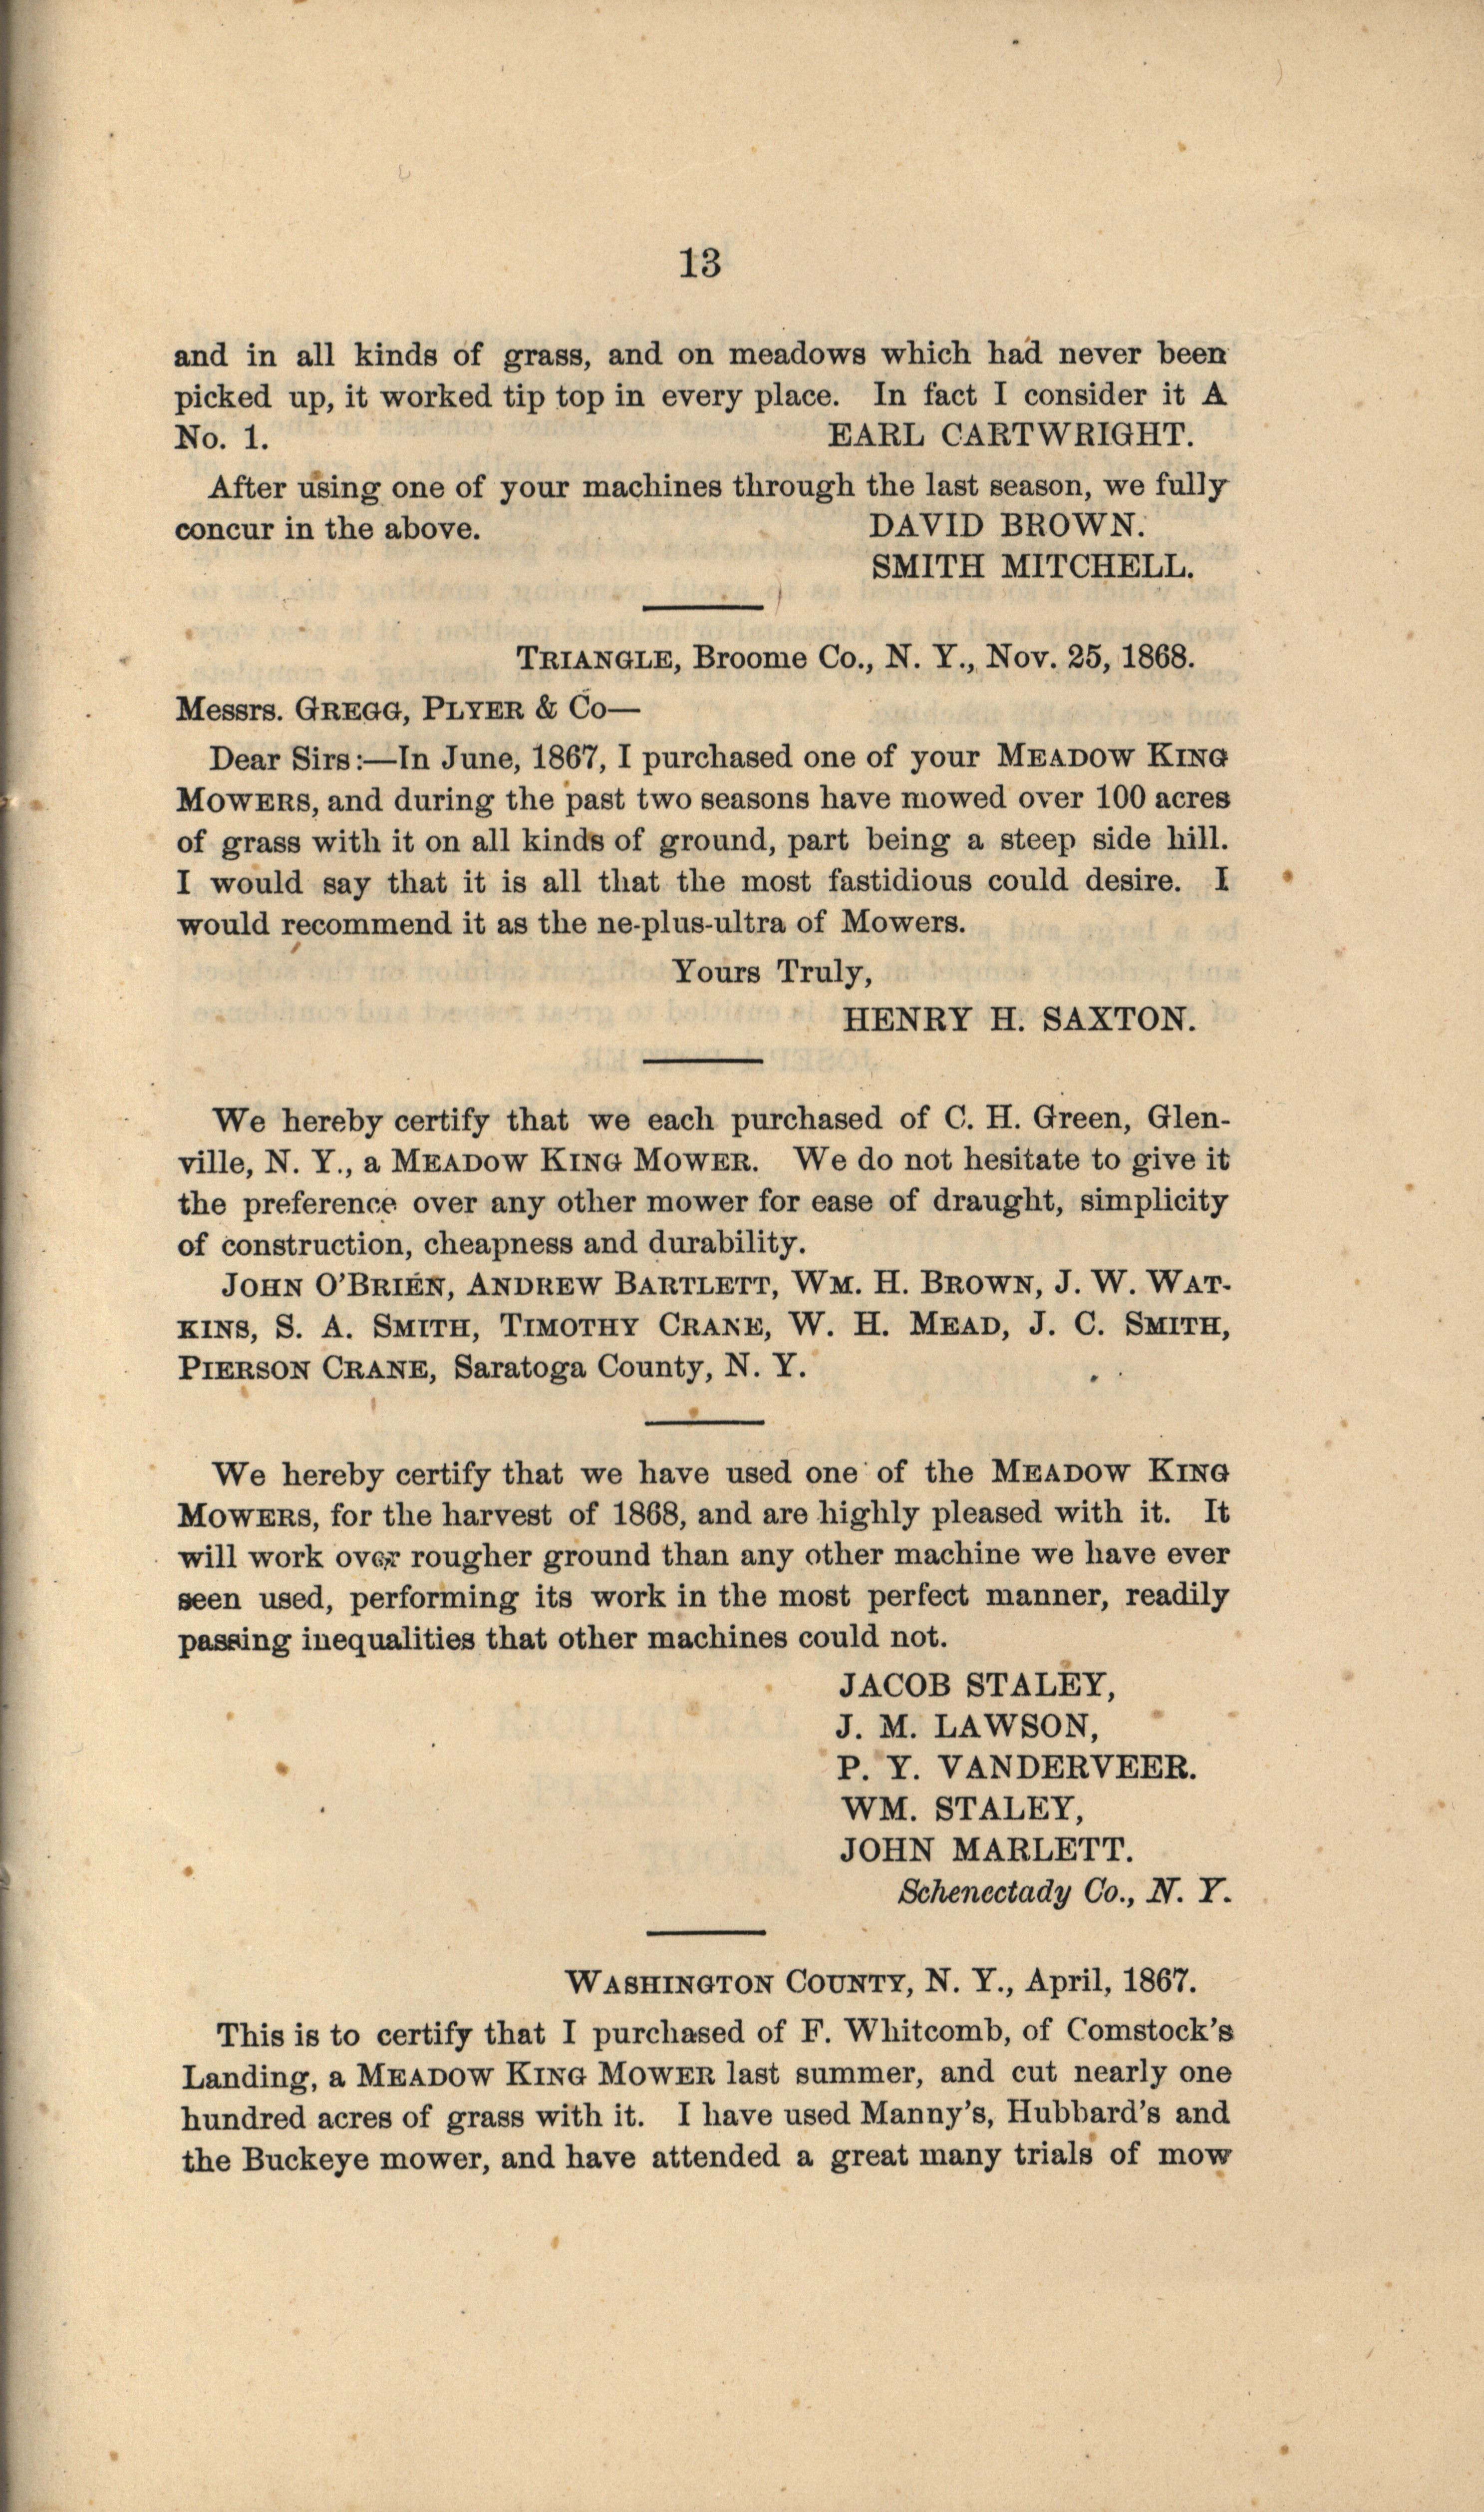 13
and in all kinds of grass, and on meadows which had never been
picked up, it worked tip top in every place. In fact I consider it A
No. 1. EARL CARTWRIGHT.
After using one of your machines through the last season, we fully
concur in the above. DAVID BROWN.
SMITH MITCHELL.
TRIANGLE, Broome Co., N. Y., Nov. 25, 1868.
Messrs. GREGG, PLYER & Co—
Dear Sirs:—In June, 1867, I purchased one of your MEADOW KING
MOWERS, and during the past two seasons have mowed over 100 acres
of grass with it on all kinds of ground, part being a steep side hill.
I would say that it is all that the most fastidious could desire. I
would recommend it as the ne-plus-ultra of Mowers.
Yours Truly,
HENRY H. SAXTON.
We hereby certify that we each purchased of C. H. Green, Glen-
ville, N. Y., a MEADOW KING MOWER. We do not hesitate to give it
the preference over any other mower for ease of draught, simplicity
of construction, cheapness and durability.
JOHN O'BRIEN, ANDREW BARTLETT, WM. H. BROWN, J. W. WAT-
KINS, S. A. SMITH, TIMOTHY CRANE, W. H. MEAD, J. C. SMITH,
PIERSON CRANE, Saratoga County, N. Y.
We hereby certify that we have used one of the MEADOW KING
MOWERS, for the harvest of 1868, and are highly pleased with it. It
will work over rougher ground than any other machine we have ever
seen used, performing its work in the most perfect manner, readily
passing inequalities that other machines could not.
JACOB STALEY,
J. M. LAWSON,
P. Y. VANDERVEER.
WM. STALEY,
JOHN MARLETT.
Schenectady Co., N. Y.
WASHINGTON COUNTY, N. Y., April, 1867.
This is to certify that I purchased of F. Whitcomb, of Comstock's
Landing, a MEADOW KING MOWER last summer, and cut nearly one
hundred acres of grass with it. I have used Manny's, Hubbard's and
the Buckeye mower, and have attended a great many trials of mow